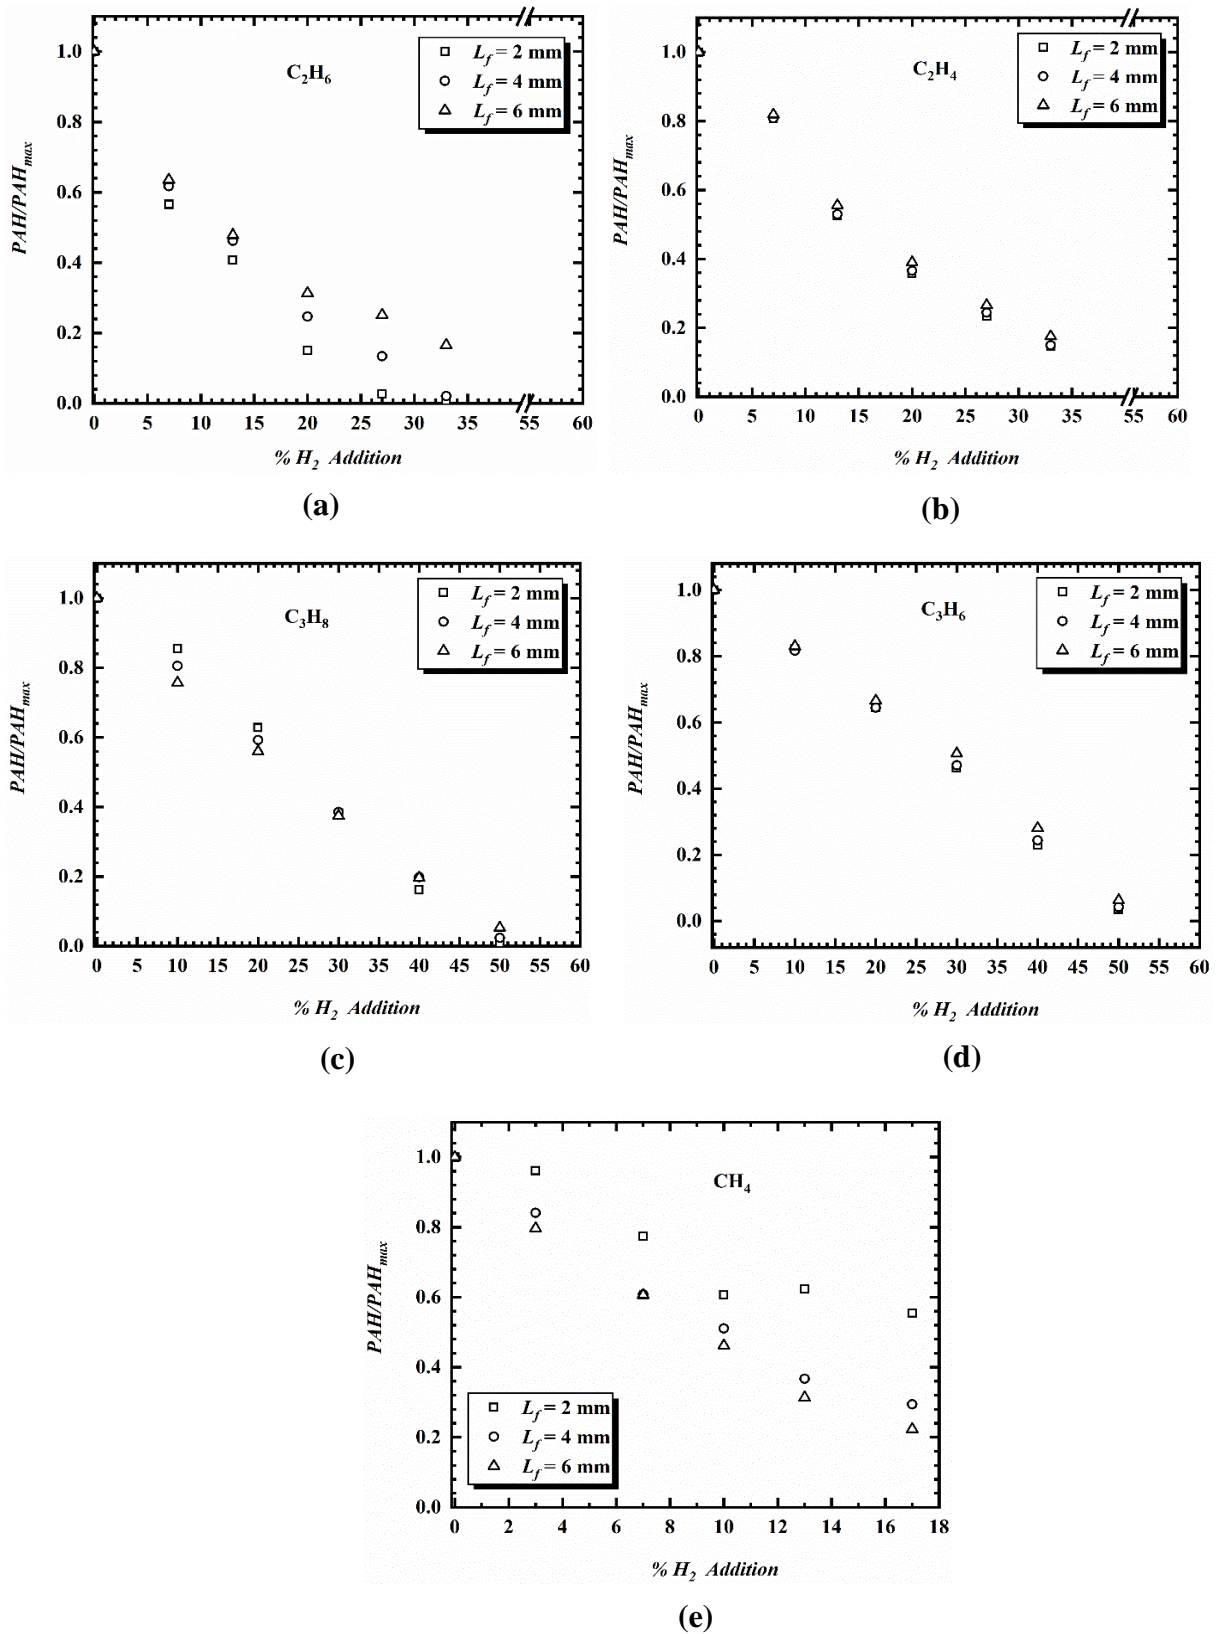 C2H6
Lf = 2 mm
Lf = 4 mm
Lf = 6 mm
1.0
0.8
0.6
0.4
0.2
0.0
PAH/PAHmax
0 5 10 15 20 25 30 35 55 60
% H2 Addition
(a)
C2H4
Lf = 2 mm
Lf = 4 mm
Lf = 6 mm
1.0
0.8
0.6
0.4
0.2
0.0
PAH/PAHmax
0 5 10 15 20 25 30 35 55 60
% H2 Addition
(b)
C3H8
Lf = 2 mm
Lf = 4 mm
Lf = 6 mm
1.0
0.8
0.6
0.4
0.2
0.0
PAH/PAHmax
0 5 10 15 20 25 30 35 40 45 50 55 60
% H2 Addition
(c)
C3H6
Lf = 2 mm
Lf = 4 mm
Lf = 6 mm
1.0
0.8
0.6
0.4
0.2
0.0
PAH/PAHmax
0 5 10 15 20 25 30 35 40 45 50 55 60
% H2 Addition
(d)
CH4
1.0
0.8
0.6
0.4
0.2
0.0
PAH/PAHmax
Lf = 2 mm
Lf = 4 mm
Lf = 6 mm
0 2 4 6 8 10 12 14 16 18
% H2 Addition
(e)